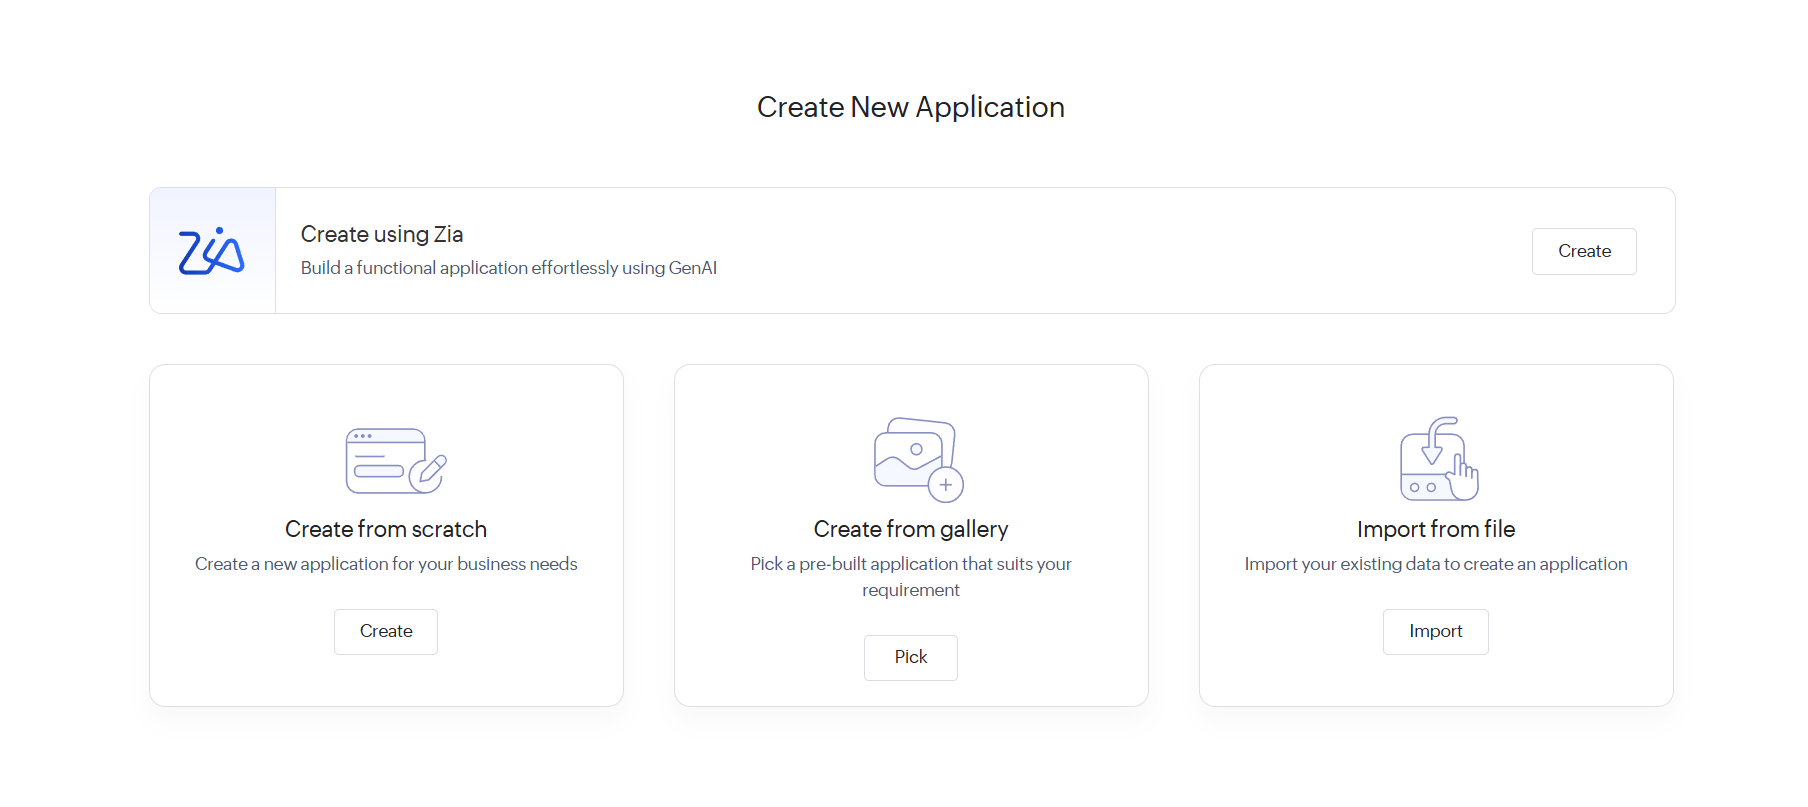 Create New Application
Zia
Create using Zia
Build a functional application effortlessly using GenAI
Create
Create from scratch
Create a new application for your business needs
Create
Create from gallery
Pick a pre-built application that suits your
requirement
Pick
Import from file
Import your existing data to create an application
Import